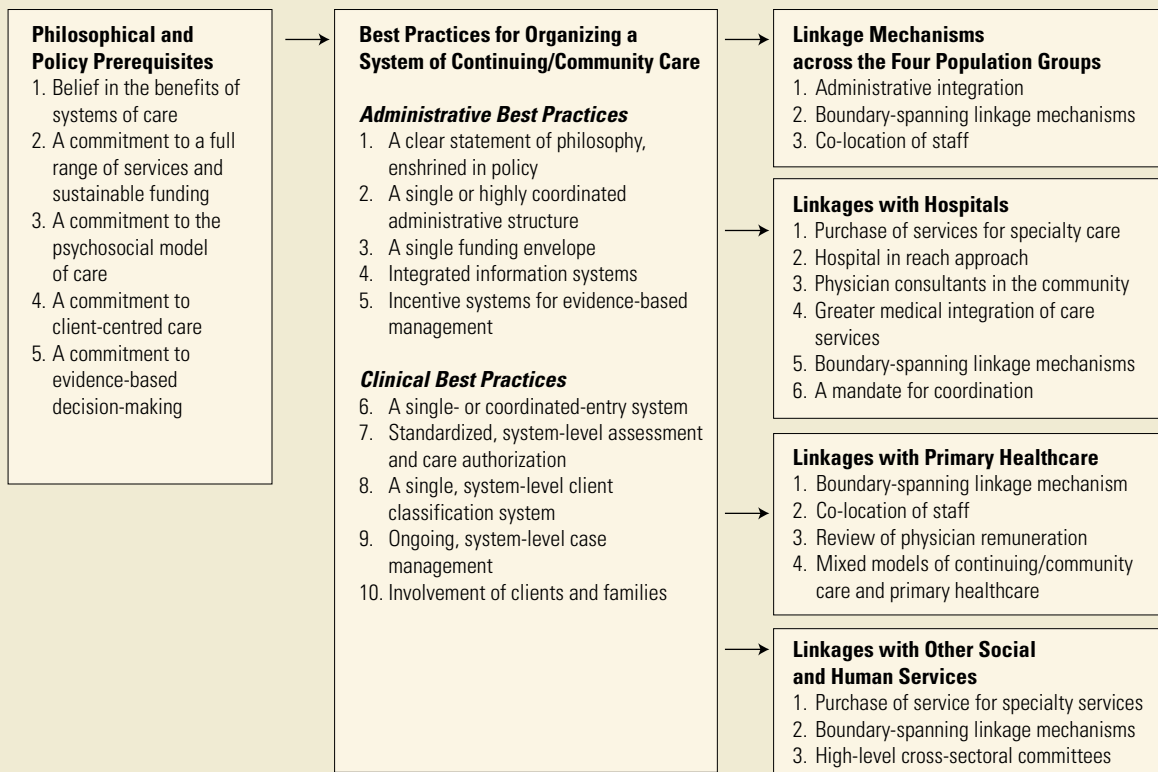 Philosophical and
Policy Prerequisites
1. Belief in the benefits of
systems of care
2. A commitment to a full
range of services and
sustainable funding
3. A commitment to the
psychosocial model
of care
4. A commitment to
client-centred care
5. A commitment to
evidence-based
decision-making
Best Practices for Organizing a
System of Continuing/Community Care
Administrative Best Practices
1. A clear statement of philosophy,
enshrined in policy
2. A single or highly coordinated
administrative structure
3. A single funding envelope
4. Integrated information systems
5. Incentive systems for evidence-based
management
Clinical Best Practices
6. A single- or coordinated-entry system
7. Standardized, system-level assessment
and care authorization
8. A single, system-level client
classification system
9. Ongoing, system-level case
management
10. Involvement of clients and families
Linkage Mechanisms
across the Four Population Groups
1. Administrative integration
2. Boundary-spanning linkage mechanisms
3. Co-location of staff
Linkages with Hospitals
1. Purchase of services for specialty care
2. Hospital in reach approach
3. Physician consultants in the community
4. Greater medical integration of care
services
5. Boundary-spanning linkage mechanisms
6. A mandate for coordination
Linkages with Primary Healthcare
1. Boundary-spanning linkage mechanism
2. Co-location of staff
3. Review of physician remuneration
4. Mixed models of continuing/community
care and primary healthcare
Linkages with Other Social
and Human Services
1. Purchase of service for specialty services
2. Boundary-spanning linkage mechanisms
3. High-level cross-sectoral committees